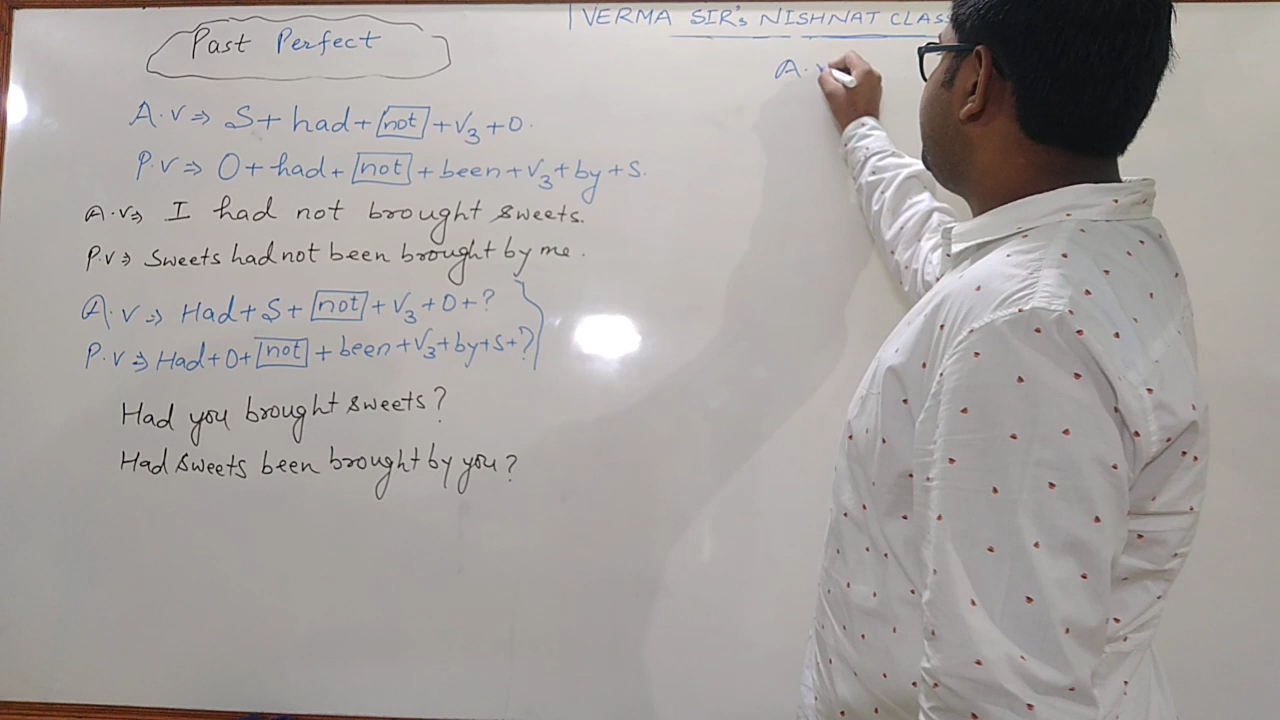 Past Perfect
A.V⇒ S+ had+ not +V₃+O.
P.V⇒ O+had+ not +been+V₃+by+S.
A.V⇒ I had not brought sweets.
P.V⇒ Sweets had not been brought by me.
A.V⇒ Had+S+ not +V₃+O+?
P.V⇒ Had+O+ not +been+V₃+by+S+?
Had you brought sweets?
Had sweets been brought by you?
VERMA SIR's NISHNAT CLASS
A.